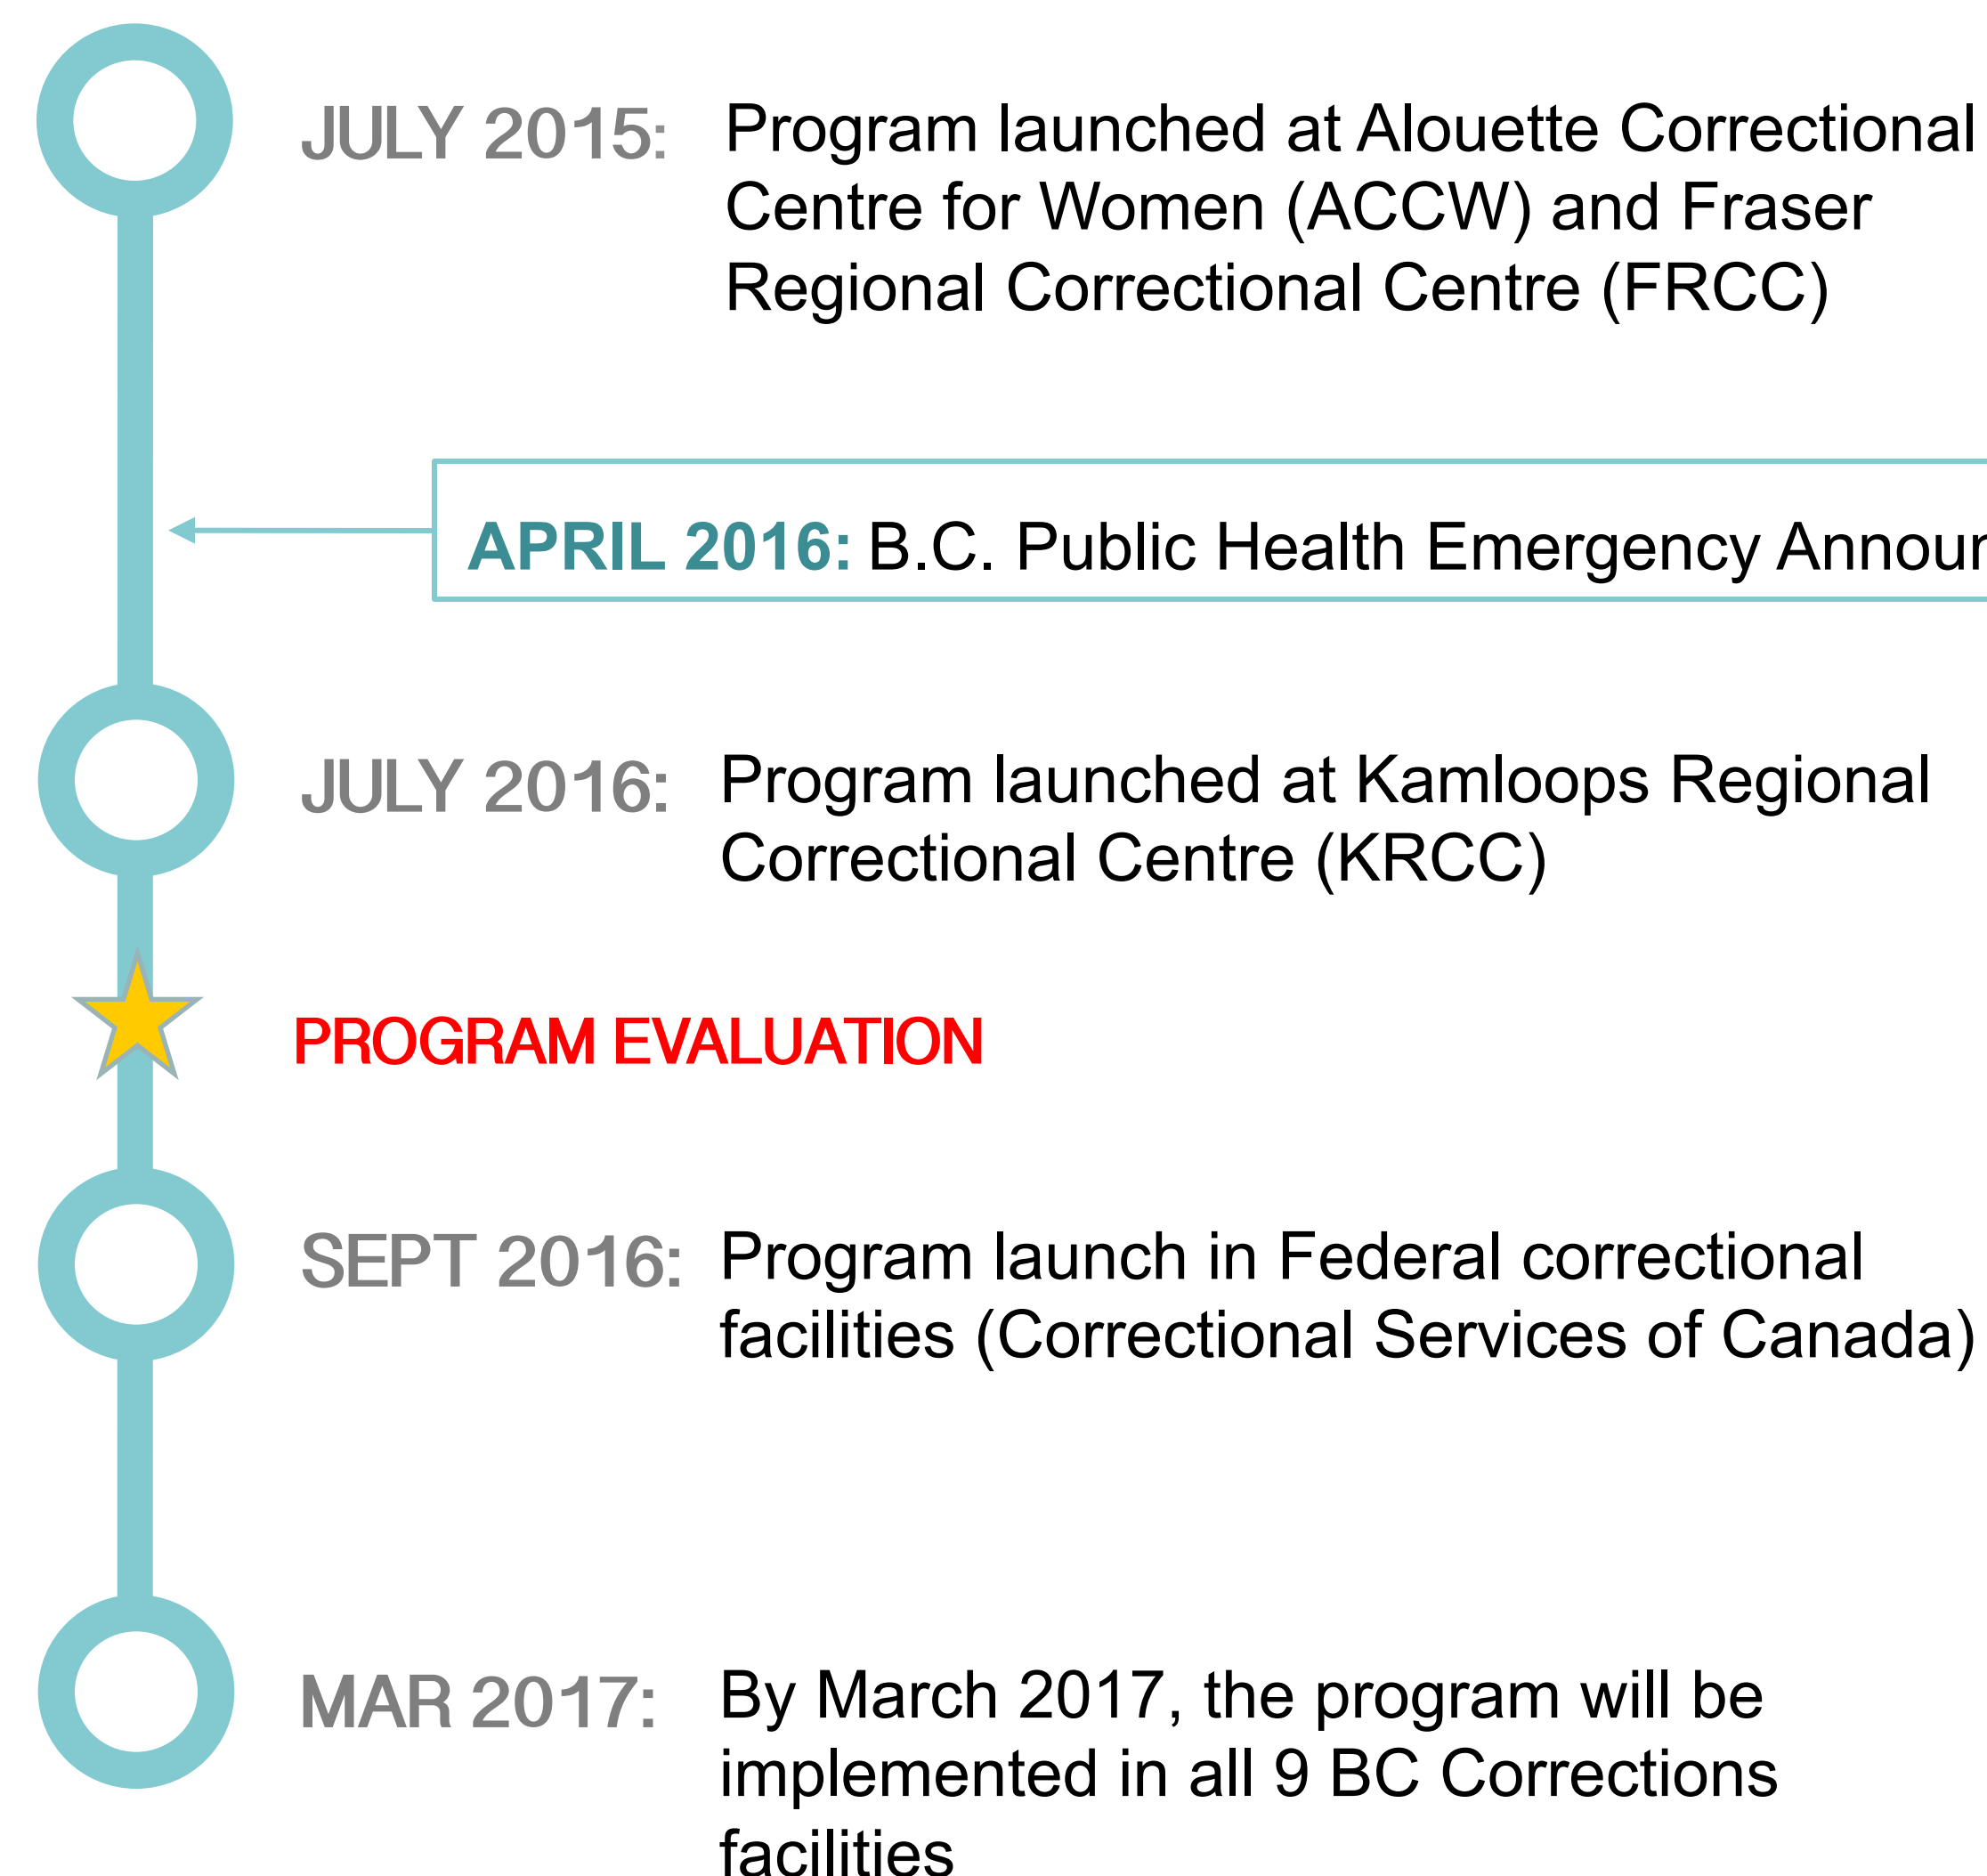 JULY 2015: Program launched at Alouette Correctional
Centre for Women (ACCW) and Fraser
Regional Correctional Centre (FRCC)
APRIL 2016: B.C. Public Health Emergency
JULY 2016: Program launched at Kamloops Regional
Correctional Centre (KRCC)
PROGRAM EVALUATION
SEPT 2016: Program launch in Federal correctional
facilities (Correctional Services of Canada)
MAR 2017: By March 2017, the program will be
implemented in all 9 BC Corrections
facilities